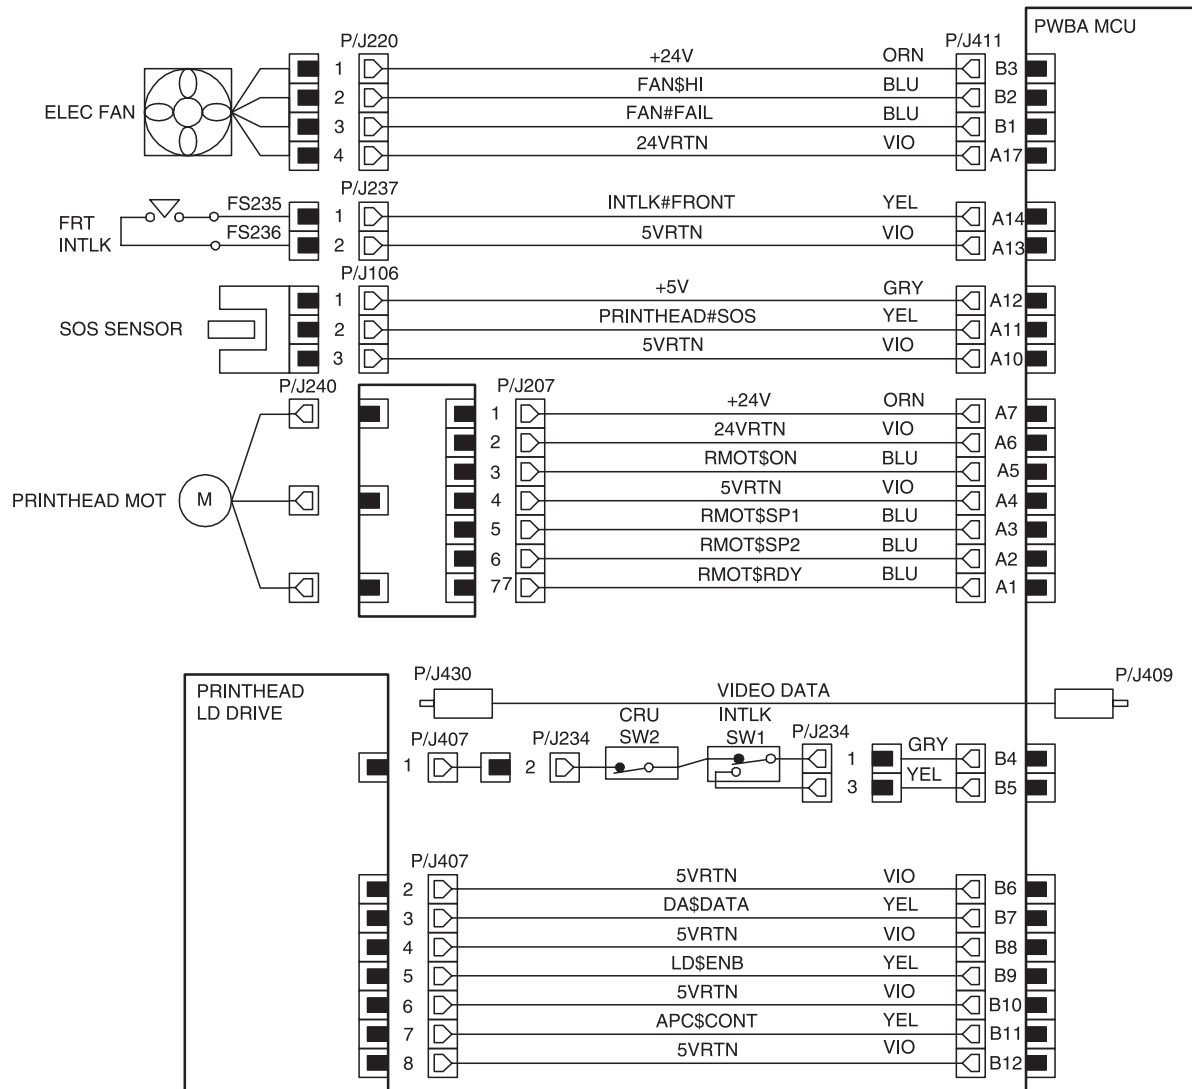 PWBA MCU
P/J220
P/J411
ELEC FAN
1 +24V ORN B3
2 FAN$HI BLU B2
3 FAN#FAIL BLU B1
4 24VRTN VIO A17
P/J237
FRT
INTLK
FS235 1 INTLK#FRONT YEL A14
FS236 2 5VRTN VIO A13
P/J106
SOS SENSOR
1 +5V GRY A12
2 PRINTHEAD#SOS YEL A11
3 5VRTN VIO A10
P/J240
P/J207
PRINTHEAD MOT
M
1 +24V ORN A7
2 24VRTN VIO A6
3 RMOT$ON BLU A5
4 5VRTN VIO A4
5 RMOT$SP1 BLU A3
6 RMOT$SP2 BLU A2
77 RMOT$RDY BLU A1
P/J430
VIDEO DATA
P/J409
PRINTHEAD
LD DRIVE
CRU
SW2
INTLK
SW1
P/J407
P/J234
P/J234
1
2
1 GRY B4
3 YEL B5
P/J407
2 5VRTN VIO B6
3 DA$DATA YEL B7
4 5VRTN VIO B8
5 LD$ENB YEL B9
6 5VRTN VIO B10
7 APC$CONT YEL B11
8 5VRTN VIO B12